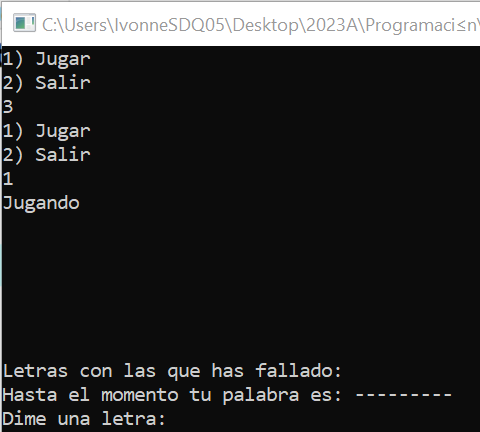 C:\Users\IvonneSDQ05\Desktop\2023A\Programaci≤n\
1) Jugar
2) Salir
3
1) Jugar
2) Salir
1
Jugando
Letras con las que has fallado:
Hasta el momento tu palabra es: ---------
Dime una letra: